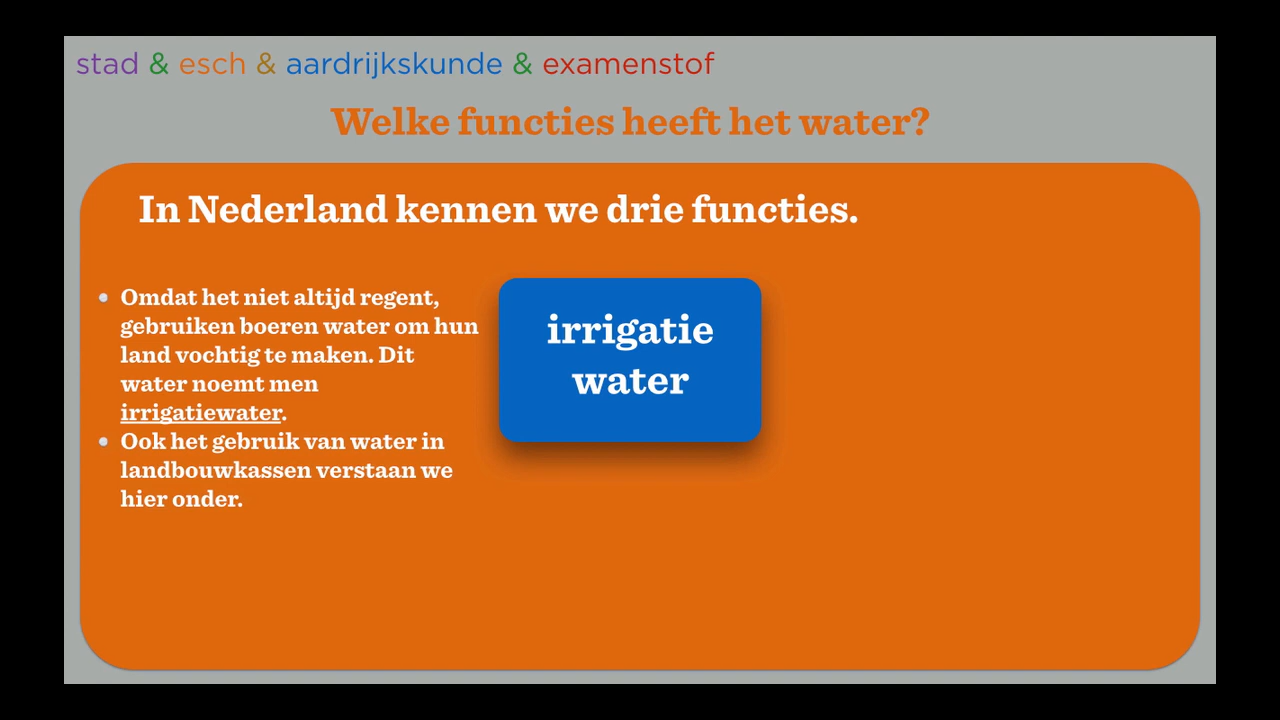 stad & esch & aardrijkskunde & examenstof
Welke functies heeft het water?
In Nederland kennen we drie functies.
Omdat het niet altijd regent,
gebruiken boeren water om hun
land vochtig te maken. Dit
water noemt men
irrigatiewater.
Ook het gebruik van water in
landbouwkassen verstaan we
hier onder.
irrigatie
water